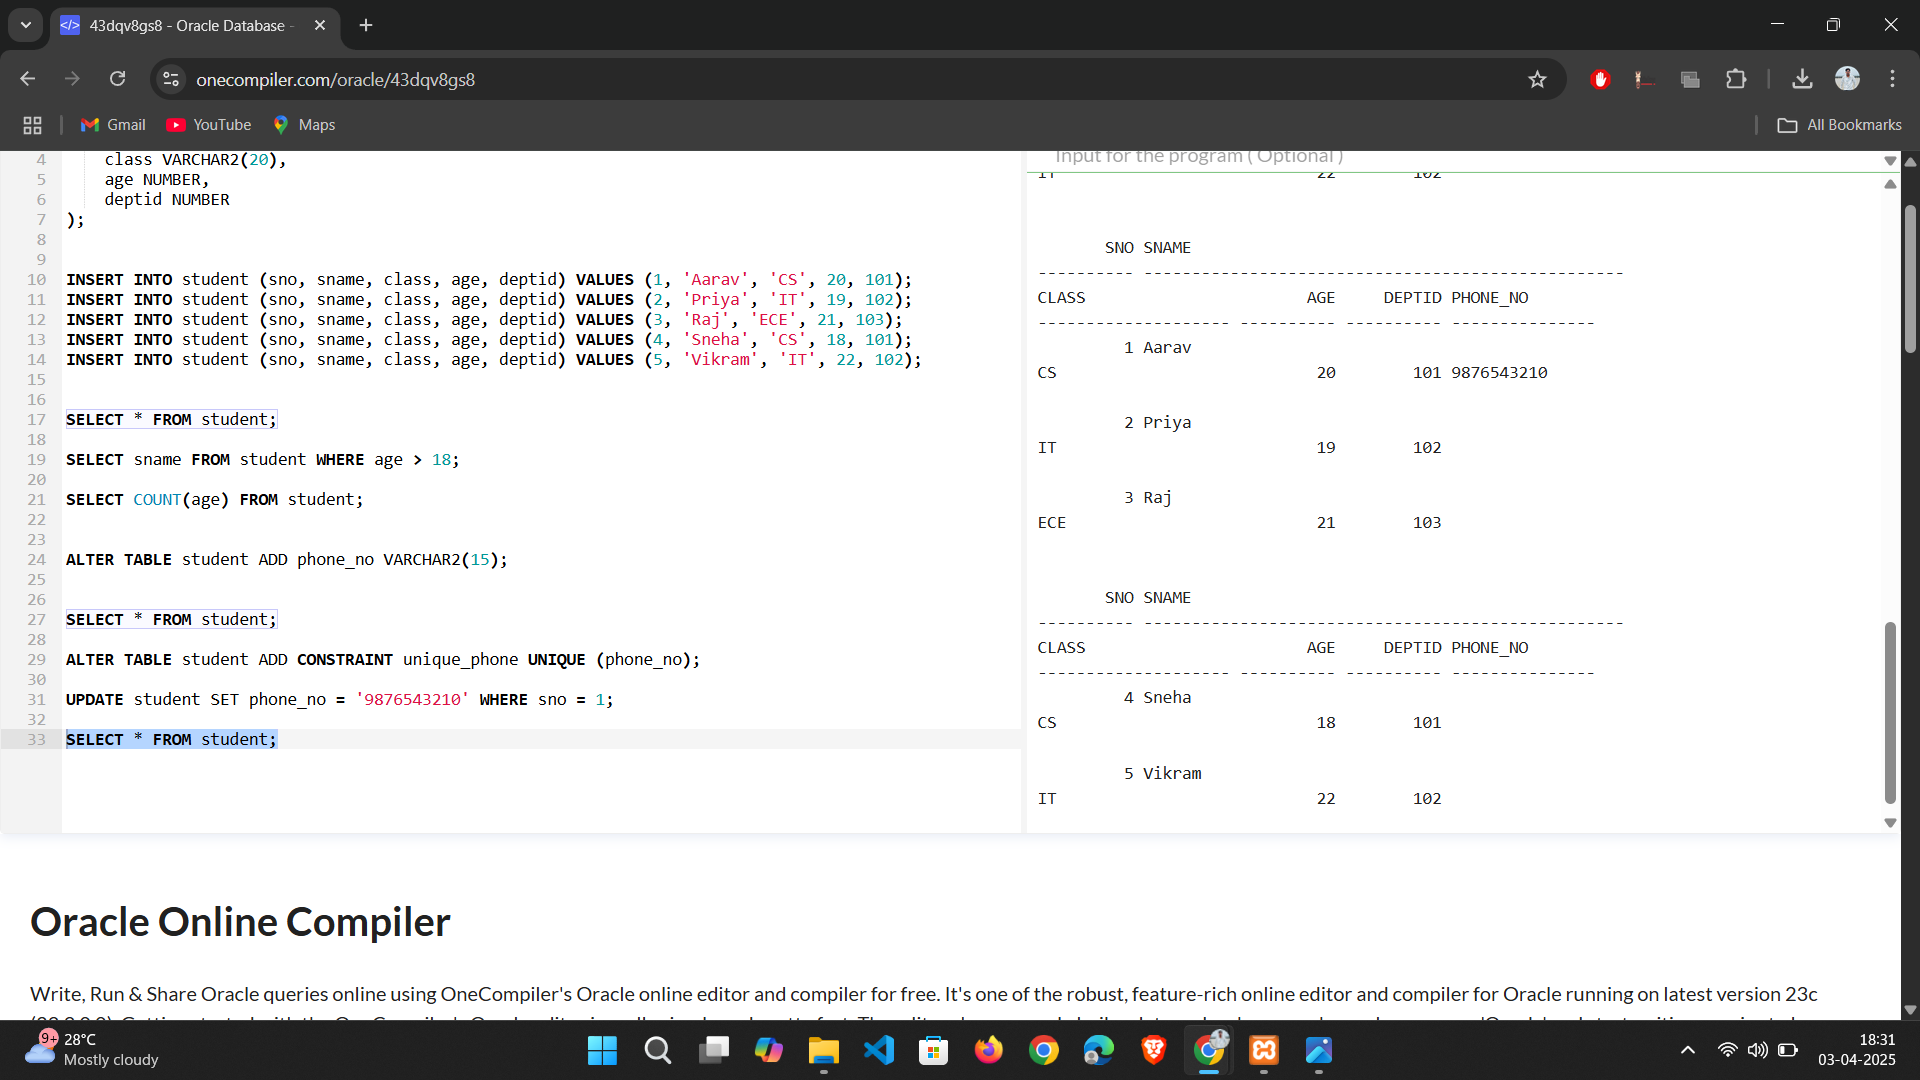 43dqv8gs8 - Oracle Database -
onecompiler.com/oracle/43dqv8gs8
Gmail YouTube Maps All Bookmarks
4 class VARCHAR2(20),
5 age NUMBER,
6 deptid NUMBER
7 );
8
9
10 INSERT INTO student (sno, sname, class, age, deptid) VALUES (1, 'Aarav', 'CS', 20, 101);
11 INSERT INTO student (sno, sname, class, age, deptid) VALUES (2, 'Priya', 'IT', 19, 102);
12 INSERT INTO student (sno, sname, class, age, deptid) VALUES (3, 'Raj', 'ECE', 21, 103);
13 INSERT INTO student (sno, sname, class, age, deptid) VALUES (4, 'Sneha', 'CS', 18, 101);
14 INSERT INTO student (sno, sname, class, age, deptid) VALUES (5, 'Vikram', 'IT', 22, 102);
15
16
17 SELECT * FROM student;
18
19 SELECT sname FROM student WHERE age > 18;
20
21 SELECT COUNT(age) FROM student;
22
23
24 ALTER TABLE student ADD phone_no VARCHAR2(15);
25
26
27 SELECT * FROM student;
28
29 ALTER TABLE student ADD CONSTRAINT unique_phone UNIQUE (phone_no);
30
31 UPDATE student SET phone_no = '9876543210' WHERE sno = 1;
32
33 SELECT * FROM student;
Input for the program ( Optional )
IT 22 102
SNO SNAME
---------- --------------------------------------------------
CLASS AGE DEPTID PHONE_NO
-------------------- ---------- ---------- ---------------
1 Aarav
CS 20 101 9876543210
2 Priya
IT 19 102
3 Raj
ECE 21 103
SNO SNAME
---------- --------------------------------------------------
CLASS AGE DEPTID PHONE_NO
-------------------- ---------- ---------- ---------------
4 Sneha
CS 18 101
5 Vikram
IT 22 102
Oracle Online Compiler
Write, Run & Share Oracle queries online using OneCompiler's Oracle online editor and compiler for free. It's one of the robust, feature-rich online editor and compiler for Oracle running on latest version 23c
9+ 28°C
Mostly cloudy
18:31
03-04-2025